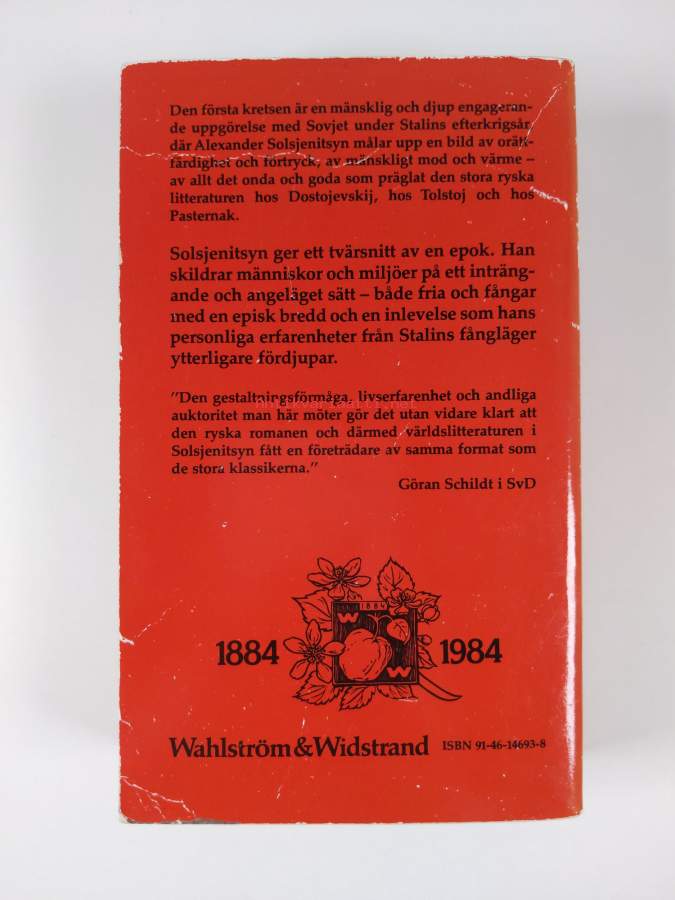 Den första kretsen är en mänsklig och djup engageran-
de uppgörelse med Sovjet under Stalins efterkrigsår
där Alexander Solsjenitsyn målar upp en bild av orätt-
färdighet och förtryck, av mänskligt mod och värme –
av allt det onda och goda som präglat den stora ryska
litteraturen hos Dostojevskij, hos Tolstoj och hos
Pasternak.
Solsjenitsyn ger ett tvärsnitt av en epok. Han
skildrar människor och miljöer på ett inträng-
ande och angeläget sätt – både fria och fångar
med en episk bredd och en inlevelse som hans
personliga erfarenheter från Stalins fångläger
ytterligare fördjupar.
"Den gestaltningsförmåga, livserfarenhet och andliga
auktoritet man här möter gör det utan vidare klart att
den ryska romanen och därmed världslitteraturen i
Solsjenitsyn fått en företrädare av samma format som
de stora klassikerna."
Göran Schildt i SvD
1884
W
W
1884 1984
Wahlström & Widstrand ISBN 91-46-14693-8